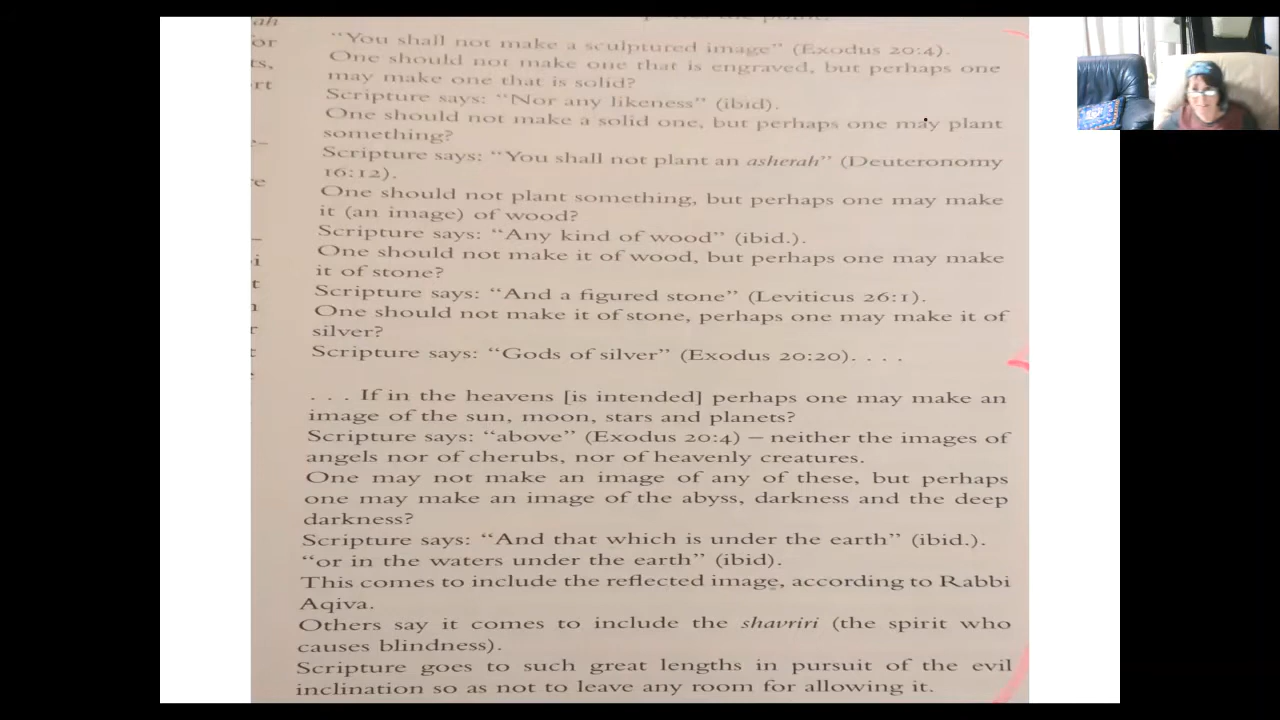 ah
or
ts,
rt
re
i
t
n
r
t
"You shall not make a sculptured image" (Exodus 20:4).
One should not make one that is engraved, but perhaps one
may make one that is solid?
Scripture says: "Nor any likeness" (ibid).
One should not make a solid one, but perhaps one may plant
something?
Scripture says: "You shall not plant an asherah" (Deuteronomy
16:12).
One should not plant something, but perhaps one may make
it (an image) of wood?
Scripture says: "Any kind of wood" (ibid.).
One should not make it of wood, but perhaps one may make
it of stone?
Scripture says: "And a figured stone" (Leviticus 26:1).
One should not make it of stone, perhaps one may make it of
silver?
Scripture says: "Gods of silver" (Exodus 20:20). . . .
. . . If in the heavens [is intended] perhaps one may make an
image of the sun, moon, stars and planets?
Scripture says: "above" (Exodus 20:4) – neither the images of
angels nor of cherubs, nor of heavenly creatures.
One may not make an image of any of these, but perhaps
one may make an image of the abyss, darkness and the deep
darkness?
Scripture says: "And that which is under the earth" (ibid.).
"or in the waters under the earth" (ibid).
This comes to include the reflected image, according to Rabbi
Aqiva.
Others say it comes to include the shavriri (the spirit who
causes blindness).
Scripture goes to such great lengths in pursuit of the evil
inclination so as not to leave any room for allowing it.